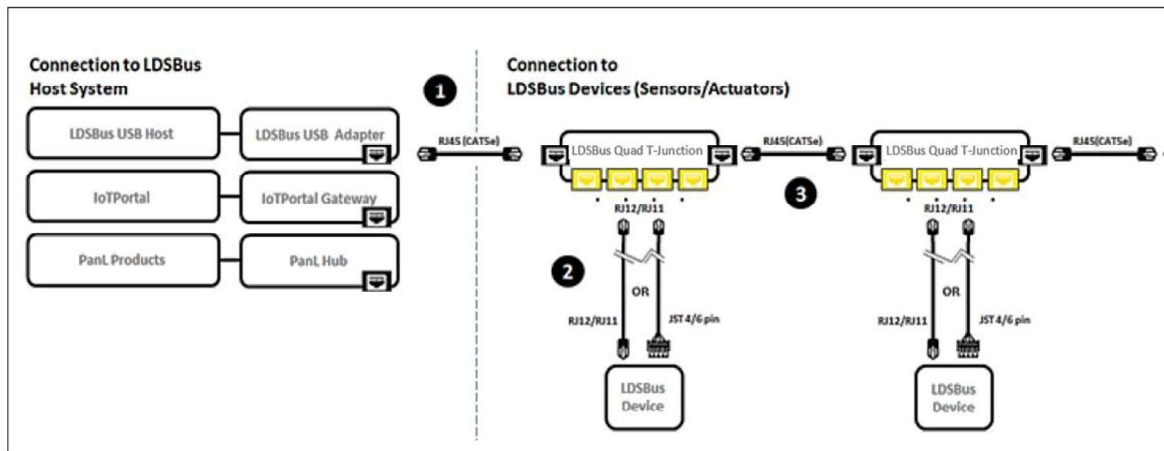 Connection to LDSBus
Host System
LDSBus USB Host
LDSBus USB Adapter
IoTPortal
IoTPortal Gateway
PanL Products
PanL Hub
1
RJ45 (CAT5e)
Connection to
LDSBus Devices (Sensors/Actuators)
LDSBus Quad T-Junction
RJ45(CAT5e)
LDSBus Quad T-Junction
RJ45(CAT5e)
3
RJ12/RJ11
2
OR
RJ12/RJ11
JST 4/6 pin
LDSBus
Device
RJ12/RJ11
OR
RJ12/RJ11
JST 4/6 pin
LDSBus
Device